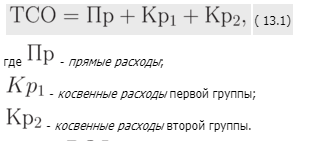 TCO = Пр + Кр₁ + Кр₂, ( 13.1)
где Пр - прямые расходы;
Кр₁ - косвенные расходы первой группы;
Кр₂ - косвенные расходы второй группы.